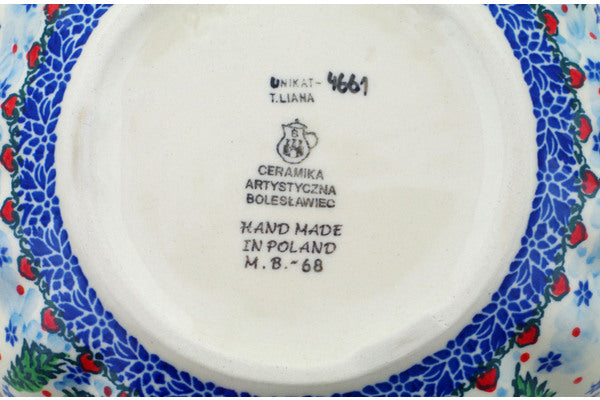 UNIKAT-4661
T.LIANA
CERAMIKA
ARTYSTYCZNA
BOLESŁAWIEC
HAND MADE
IN POLAND
M.B.-68